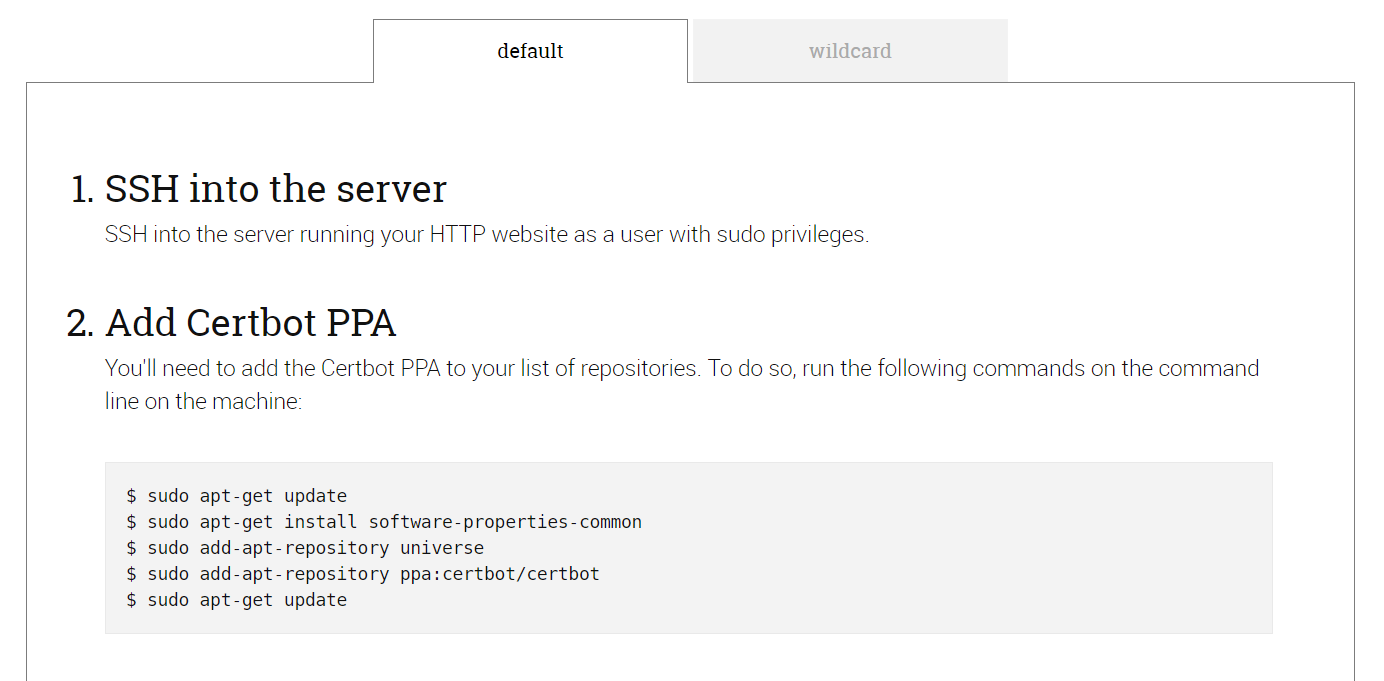 default
wildcard
1. SSH into the server
SSH into the server running your HTTP website as a user with sudo privileges.
2. Add Certbot PPA
You'll need to add the Certbot PPA to your list of repositories. To do so, run the following commands on the command
line on the machine:
$ sudo apt-get update
$ sudo apt-get install software-properties-common
$ sudo add-apt-repository universe
$ sudo add-apt-repository ppa:certbot/certbot
$ sudo apt-get update